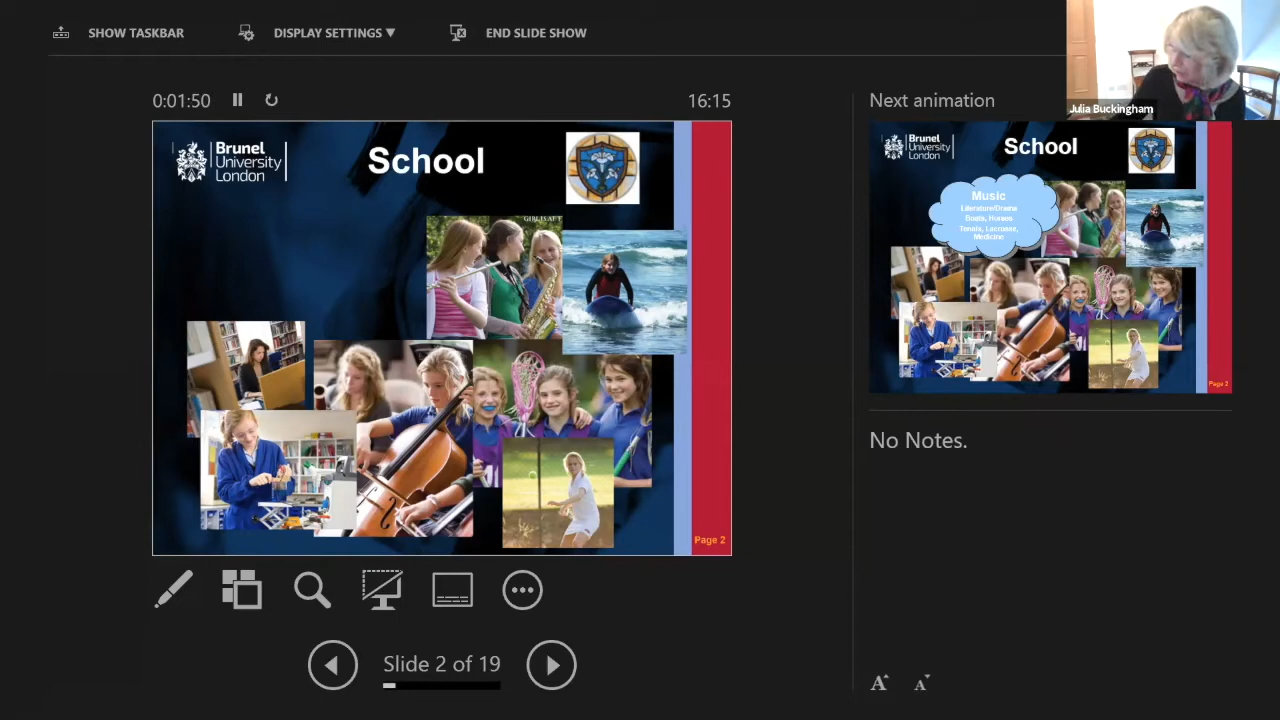 SHOW TASKBAR
DISPLAY SETTINGS ▼
END SLIDE SHOW
Julia Buckingham
0:01:50
16:15
Next animation
Brunel
University
London
School
GIRLS
Page 2
Brunel
University
London
School
Music
Literature/Drama
Boats, Horses
Tennis, Lacrosse,
Medicine
Page 2
No Notes.
Slide 2 of 19
A A